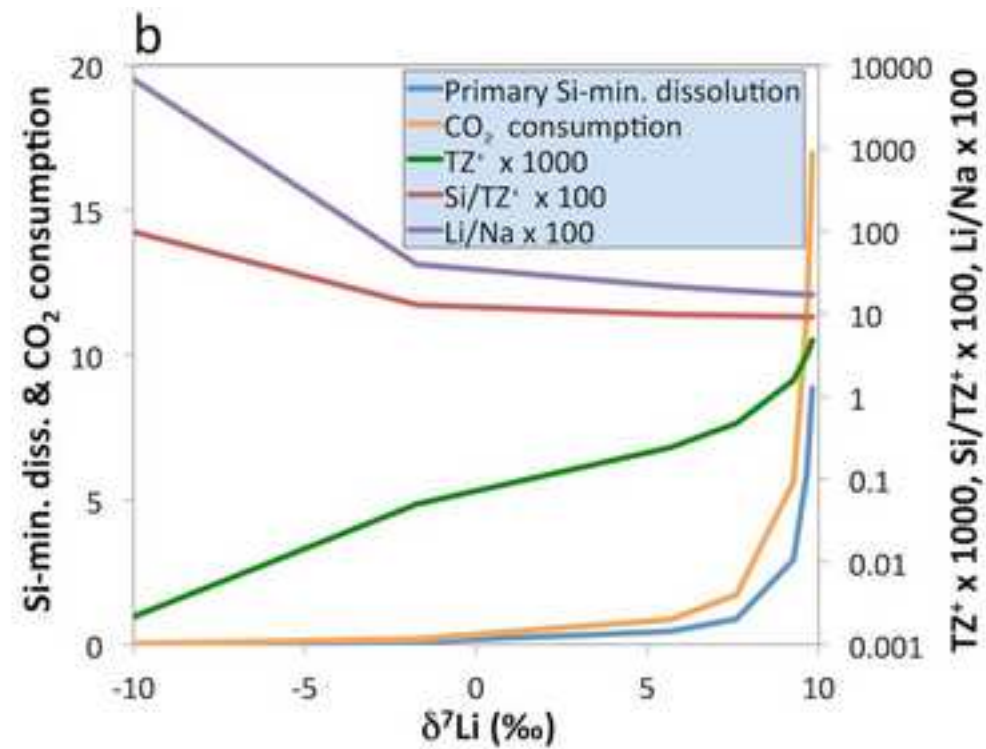 b
Si-min. diss. & CO₂ consumption
20
15
10
5
0
Primary Si-min. dissolution
CO₂ consumption
TZ⁺ x 1000
Si/TZ⁺ x 100
Li/Na x 100
10000
1000
100
10
1
0.1
0.01
0.001
TZ⁺ x 1000, Si/TZ⁺ x 100, Li/Na x 100
-10 -5 0 5 10
δ⁷Li (‰)